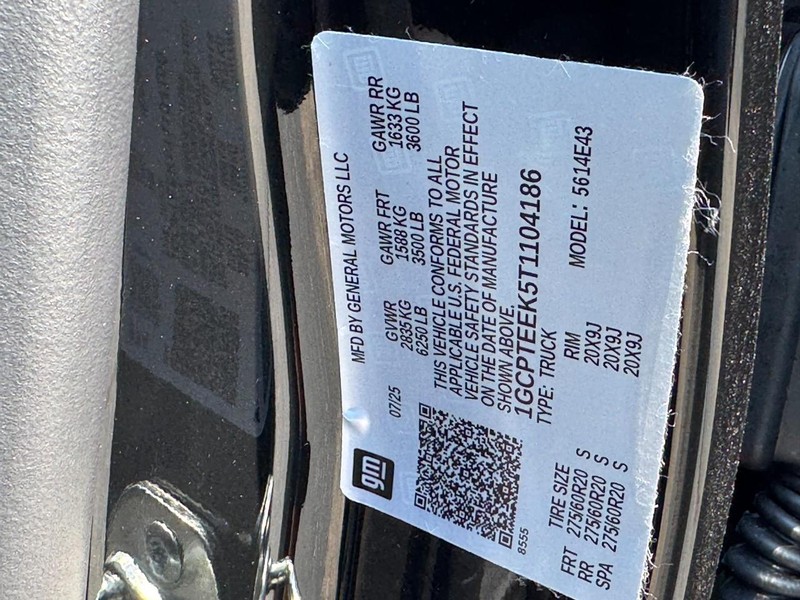 gm
MFD BY GENERAL MOTORS LLC
07/25
GVWR GAWR FRT GAWR RR
2835 KG 1588 KG 1633 KG
6250 LB 3500 LB 3600 LB
THIS VEHICLE CONFORMS TO ALL
APPLICABLE U.S. FEDERAL MOTOR
VEHICLE SAFETY STANDARDS IN EFFECT
ON THE DATE OF MANUFACTURE
SHOWN ABOVE.
1GCPTEEK5T1104186
TYPE: TRUCK MODEL: 5614E43
8555
TIRE SIZE RIM
FRT 275/60R20 S 20X9J
RR 275/60R20 S 20X9J
SPA 275/60R20 S 20X9J